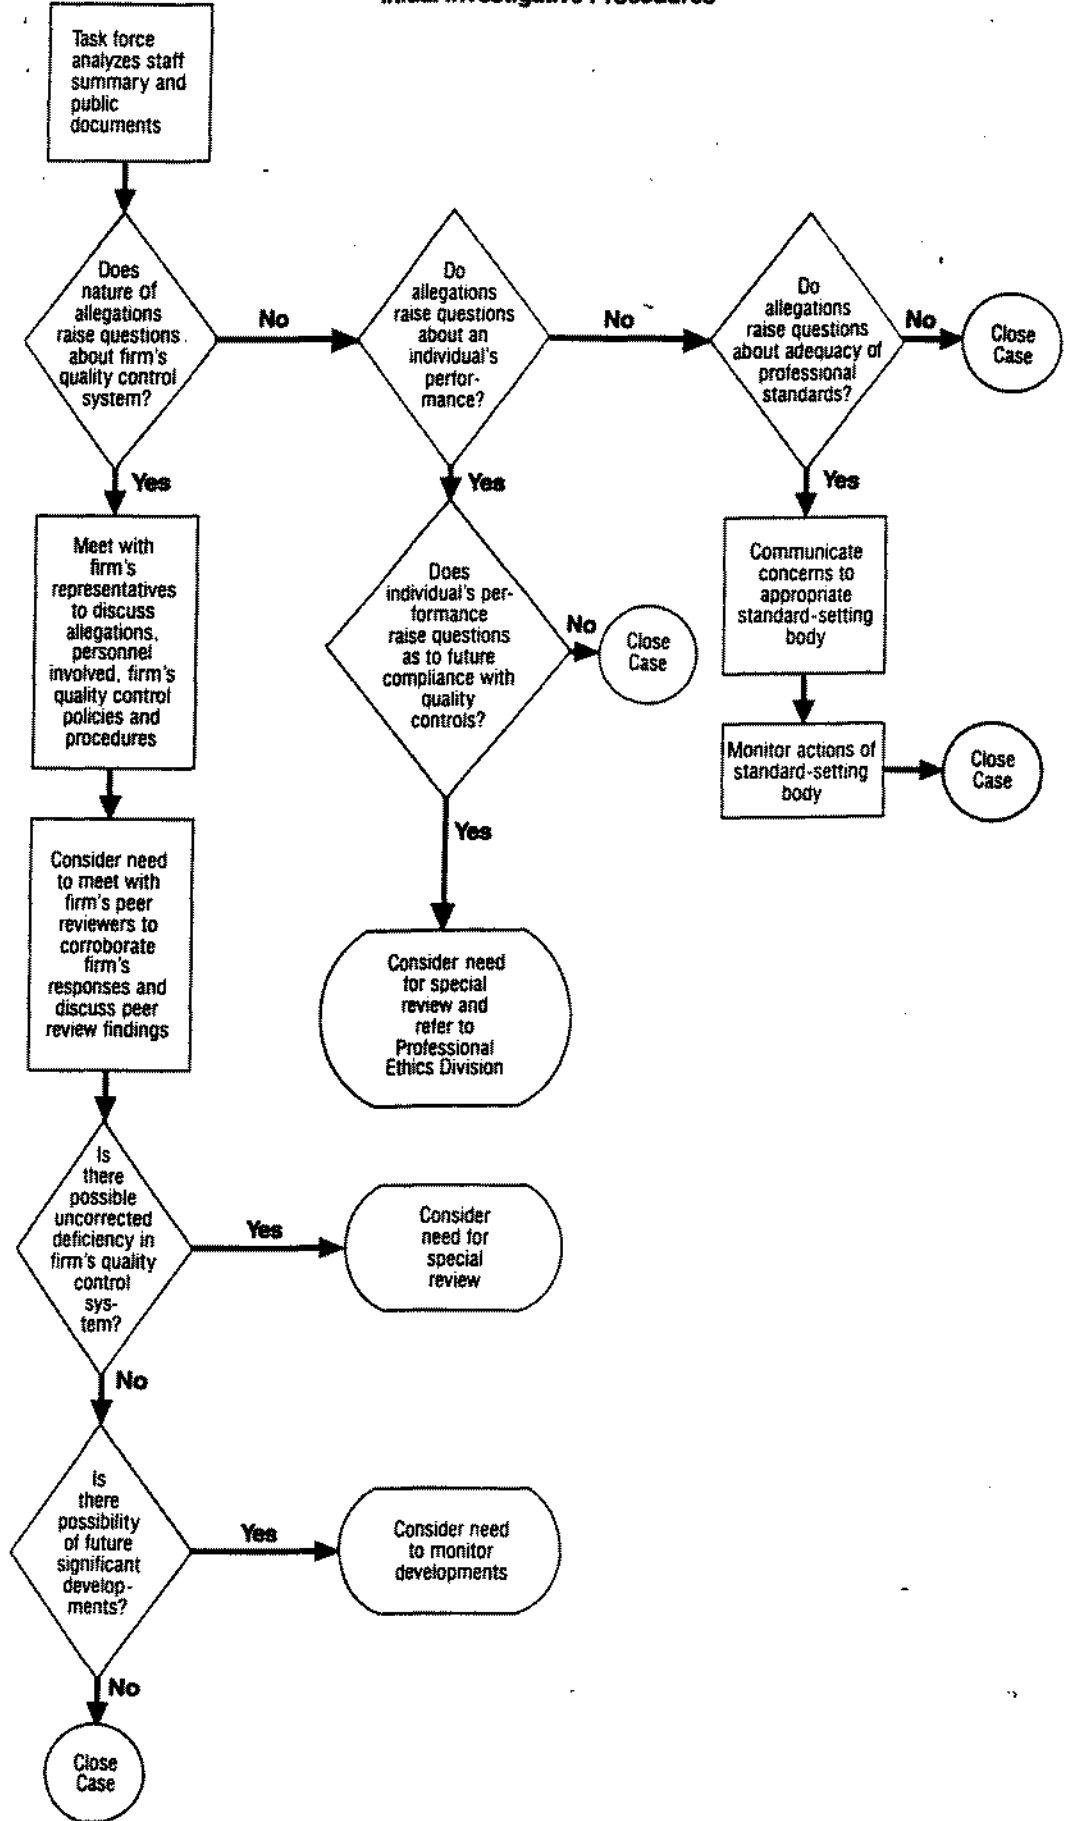 Initial Investigative Procedures
Task force
analyzes staff
summary and
public
documents
Does
nature of
allegations
raise questions
about firm's
quality control
system?
No
Do
allegations
raise questions
about an
individual's
perfor-
mance?
No
Do
allegations
raise questions
about adequacy of
professional
standards?
No
Close
Case
Yes
Yes
Yes
Meet with
firm's
representatives
to discuss
allegations,
personnel
involved, firm's
quality control
policies and
procedures
Does
individual's per-
formance
raise questions
as to future
compliance with
quality
controls?
No
Close
Case
Communicate
concerns to
appropriate
standard-setting
body
Monitor actions of
standard-setting
body
Close
Case
Yes
Consider need
to meet with
firm's peer
reviewers to
corroborate
firm's
responses and
discuss peer
review findings
Consider need
for special
review and
refer to
Professional
Ethics Division
Is
there
possible
uncorrected
deficiency in
firm's quality
control
sys-
tem?
Yes
Consider
need for
special
review
No
Is
there
possibility
of future
significant
develop-
ments?
Yes
Consider need
to monitor
developments
No
Close
Case